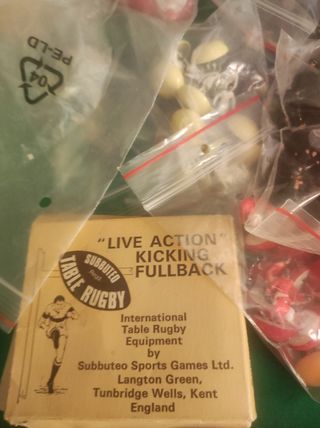 04
PE-LD
"LIVE ACTION"
KICKING
FULLBACK
SUBBUTEO
TABLE RUGBY
International
Table Rugby
Equipment
by
Subbuteo Sports Games Ltd.
Langton Green,
Tunbridge Wells, Kent
England